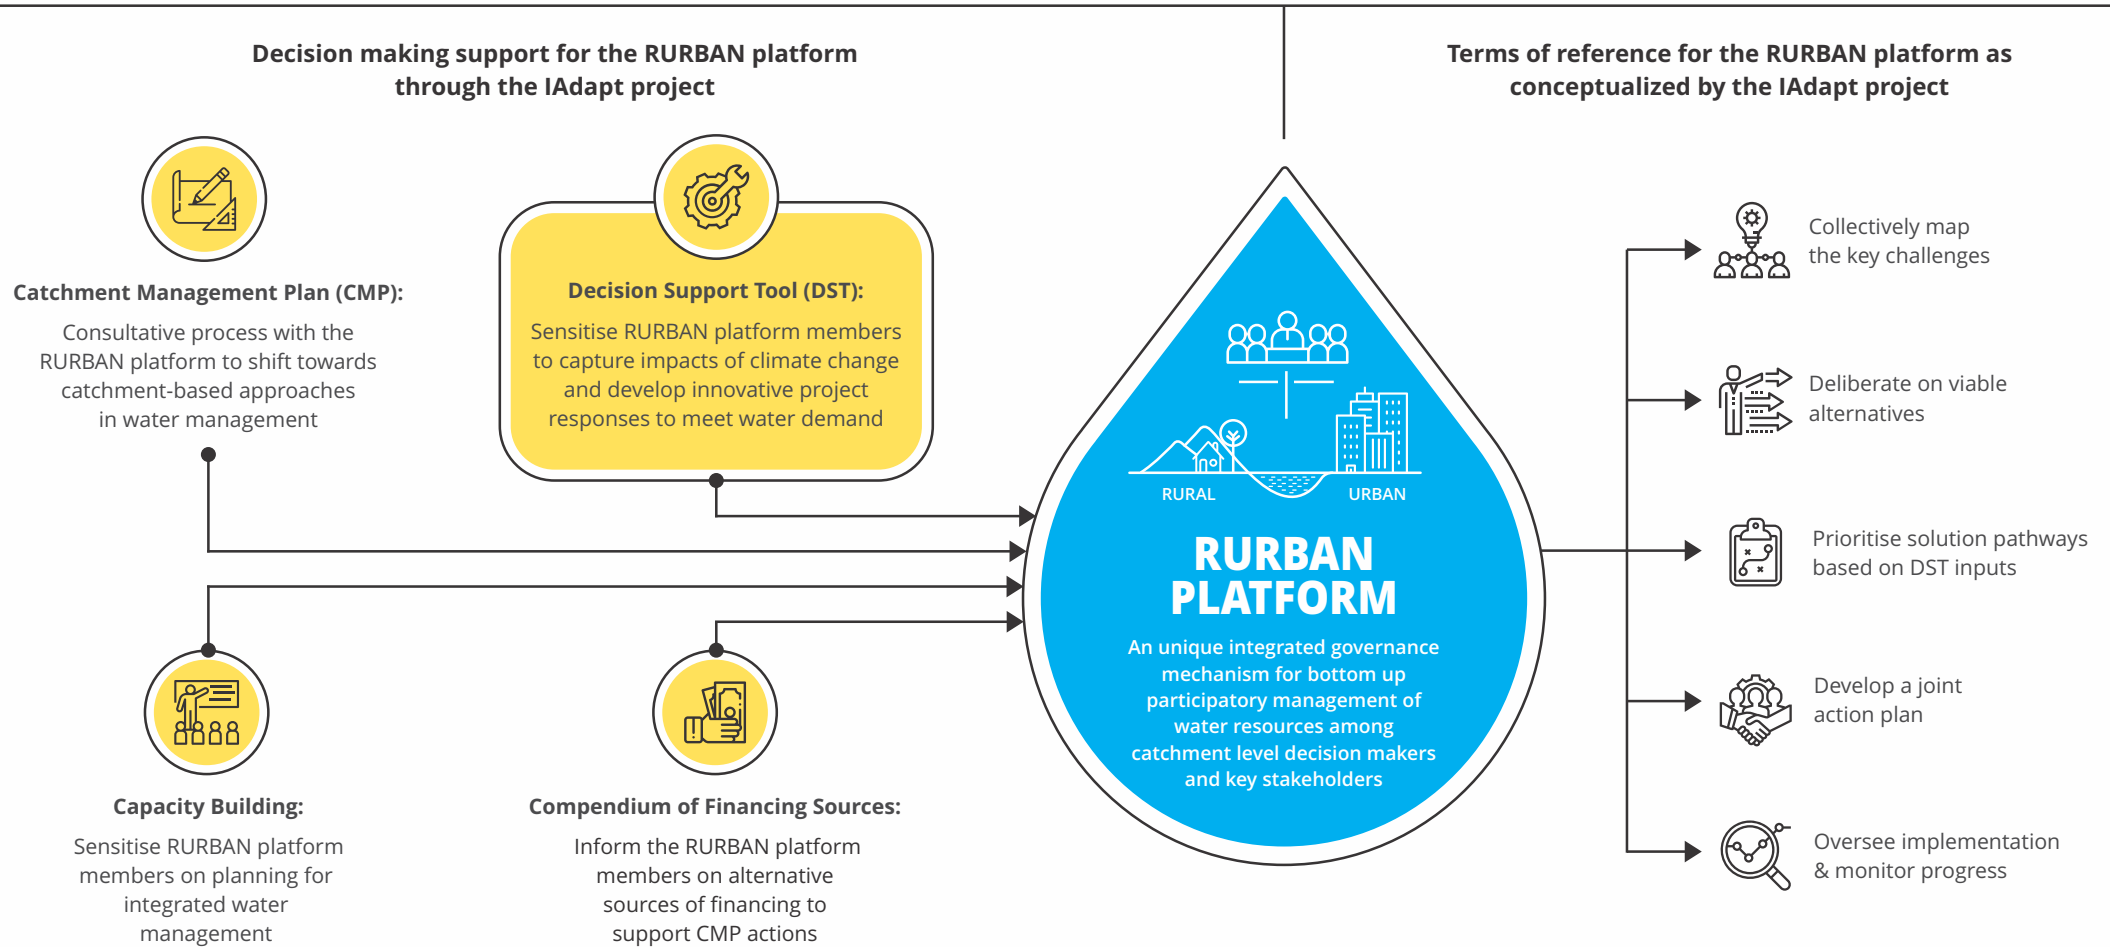 Decision making support for the RURBAN platform
through the IAdapt project
Catchment Management Plan (CMP):
Consultative process with the
RURBAN platform to shift towards
catchment-based approaches
in water management
Decision Support Tool (DST):
Sensitise RURBAN platform members
to capture impacts of climate change
and develop innovative project
responses to meet water demand
Capacity Building:
Sensitise RURBAN platform
members on planning for
integrated water
management
Compendium of Financing Sources:
Inform the RURBAN platform
members on alternative
sources of financing to
support CMP actions
RURAL
URBAN
RURBAN
PLATFORM
An unique integrated governance
mechanism for bottom up
participatory management of
water resources among
catchment level decision makers
and key stakeholders
Terms of reference for the RURBAN platform as
conceptualized by the IAdapt project
Collectively map
the key challenges
Deliberate on viable
alternatives
Prioritise solution pathways
based on DST inputs
Develop a joint
action plan
Oversee implementation
& monitor progress